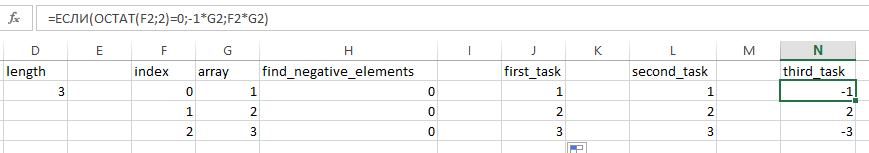 fx =ЕСЛИ(ОСТАТ(F2;2)=0;-1*G2;F2*G2)
D E F G H I J K L M N
length index array find_negative_elements first_task second_task third_task
3 0 1 0 1 1 -1
1 2 0 2 2 2
2 3 0 3 3 -3